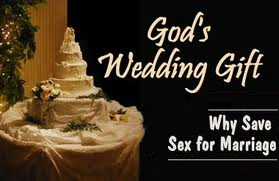 God's
Wedding Gift
Why Save
Sex for Marriage